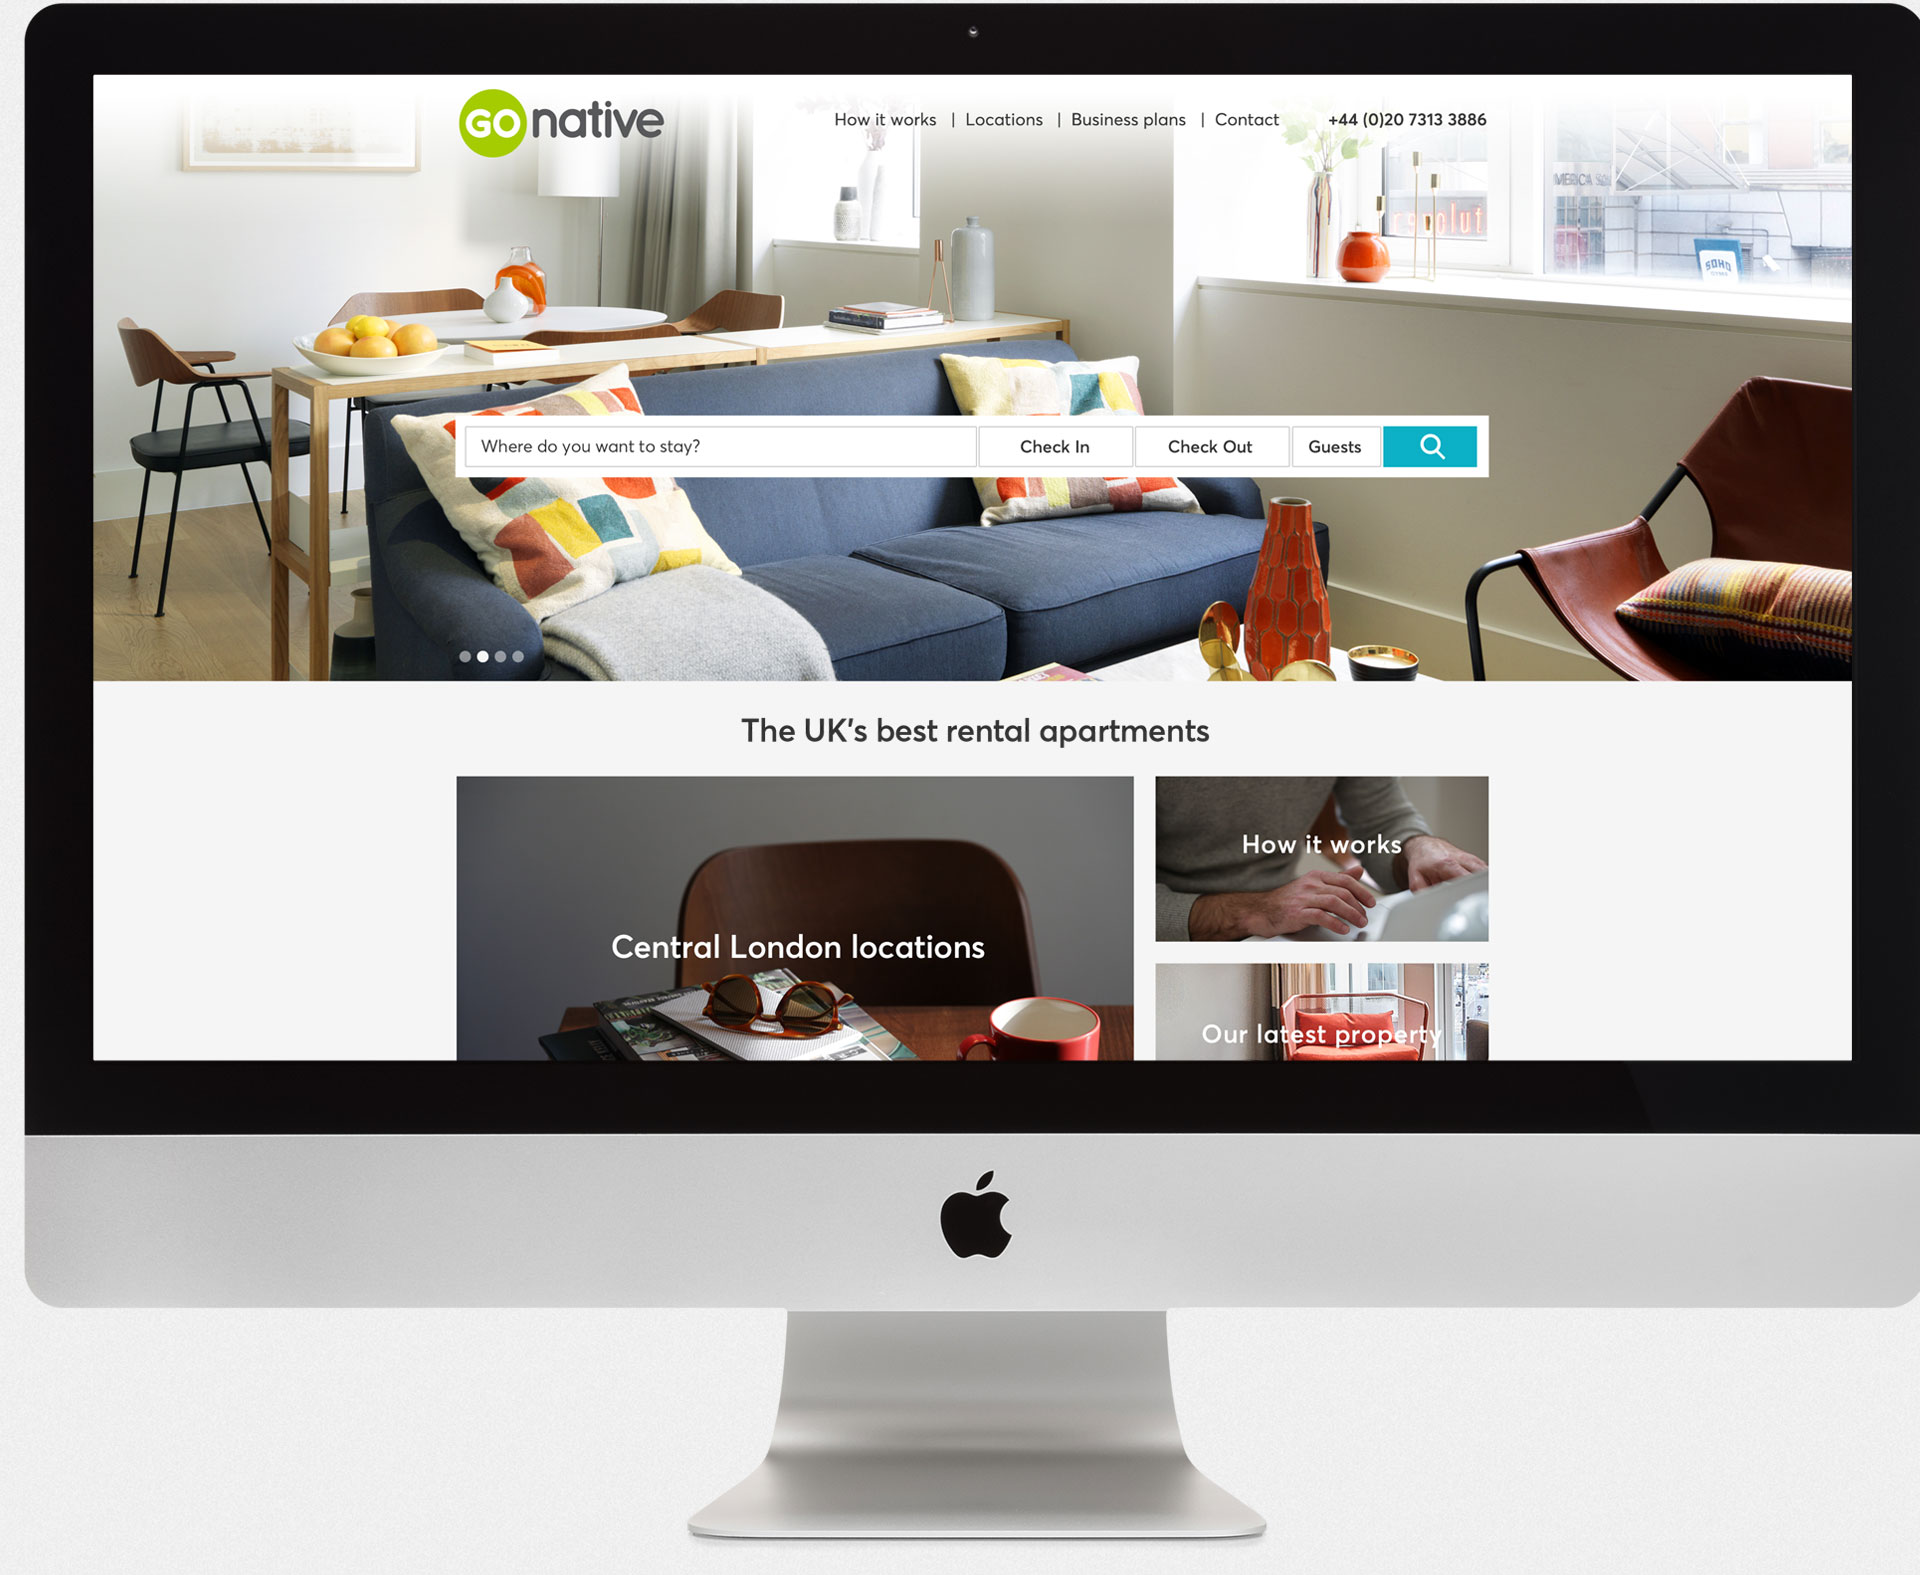 GO native
How it works | Locations | Business plans | Contact +44 (0)20 7313 3886
SOHO
Where do you want to stay? Check In Check Out Guests
The UK's best rental apartments
Central London locations
How it works
Our latest property